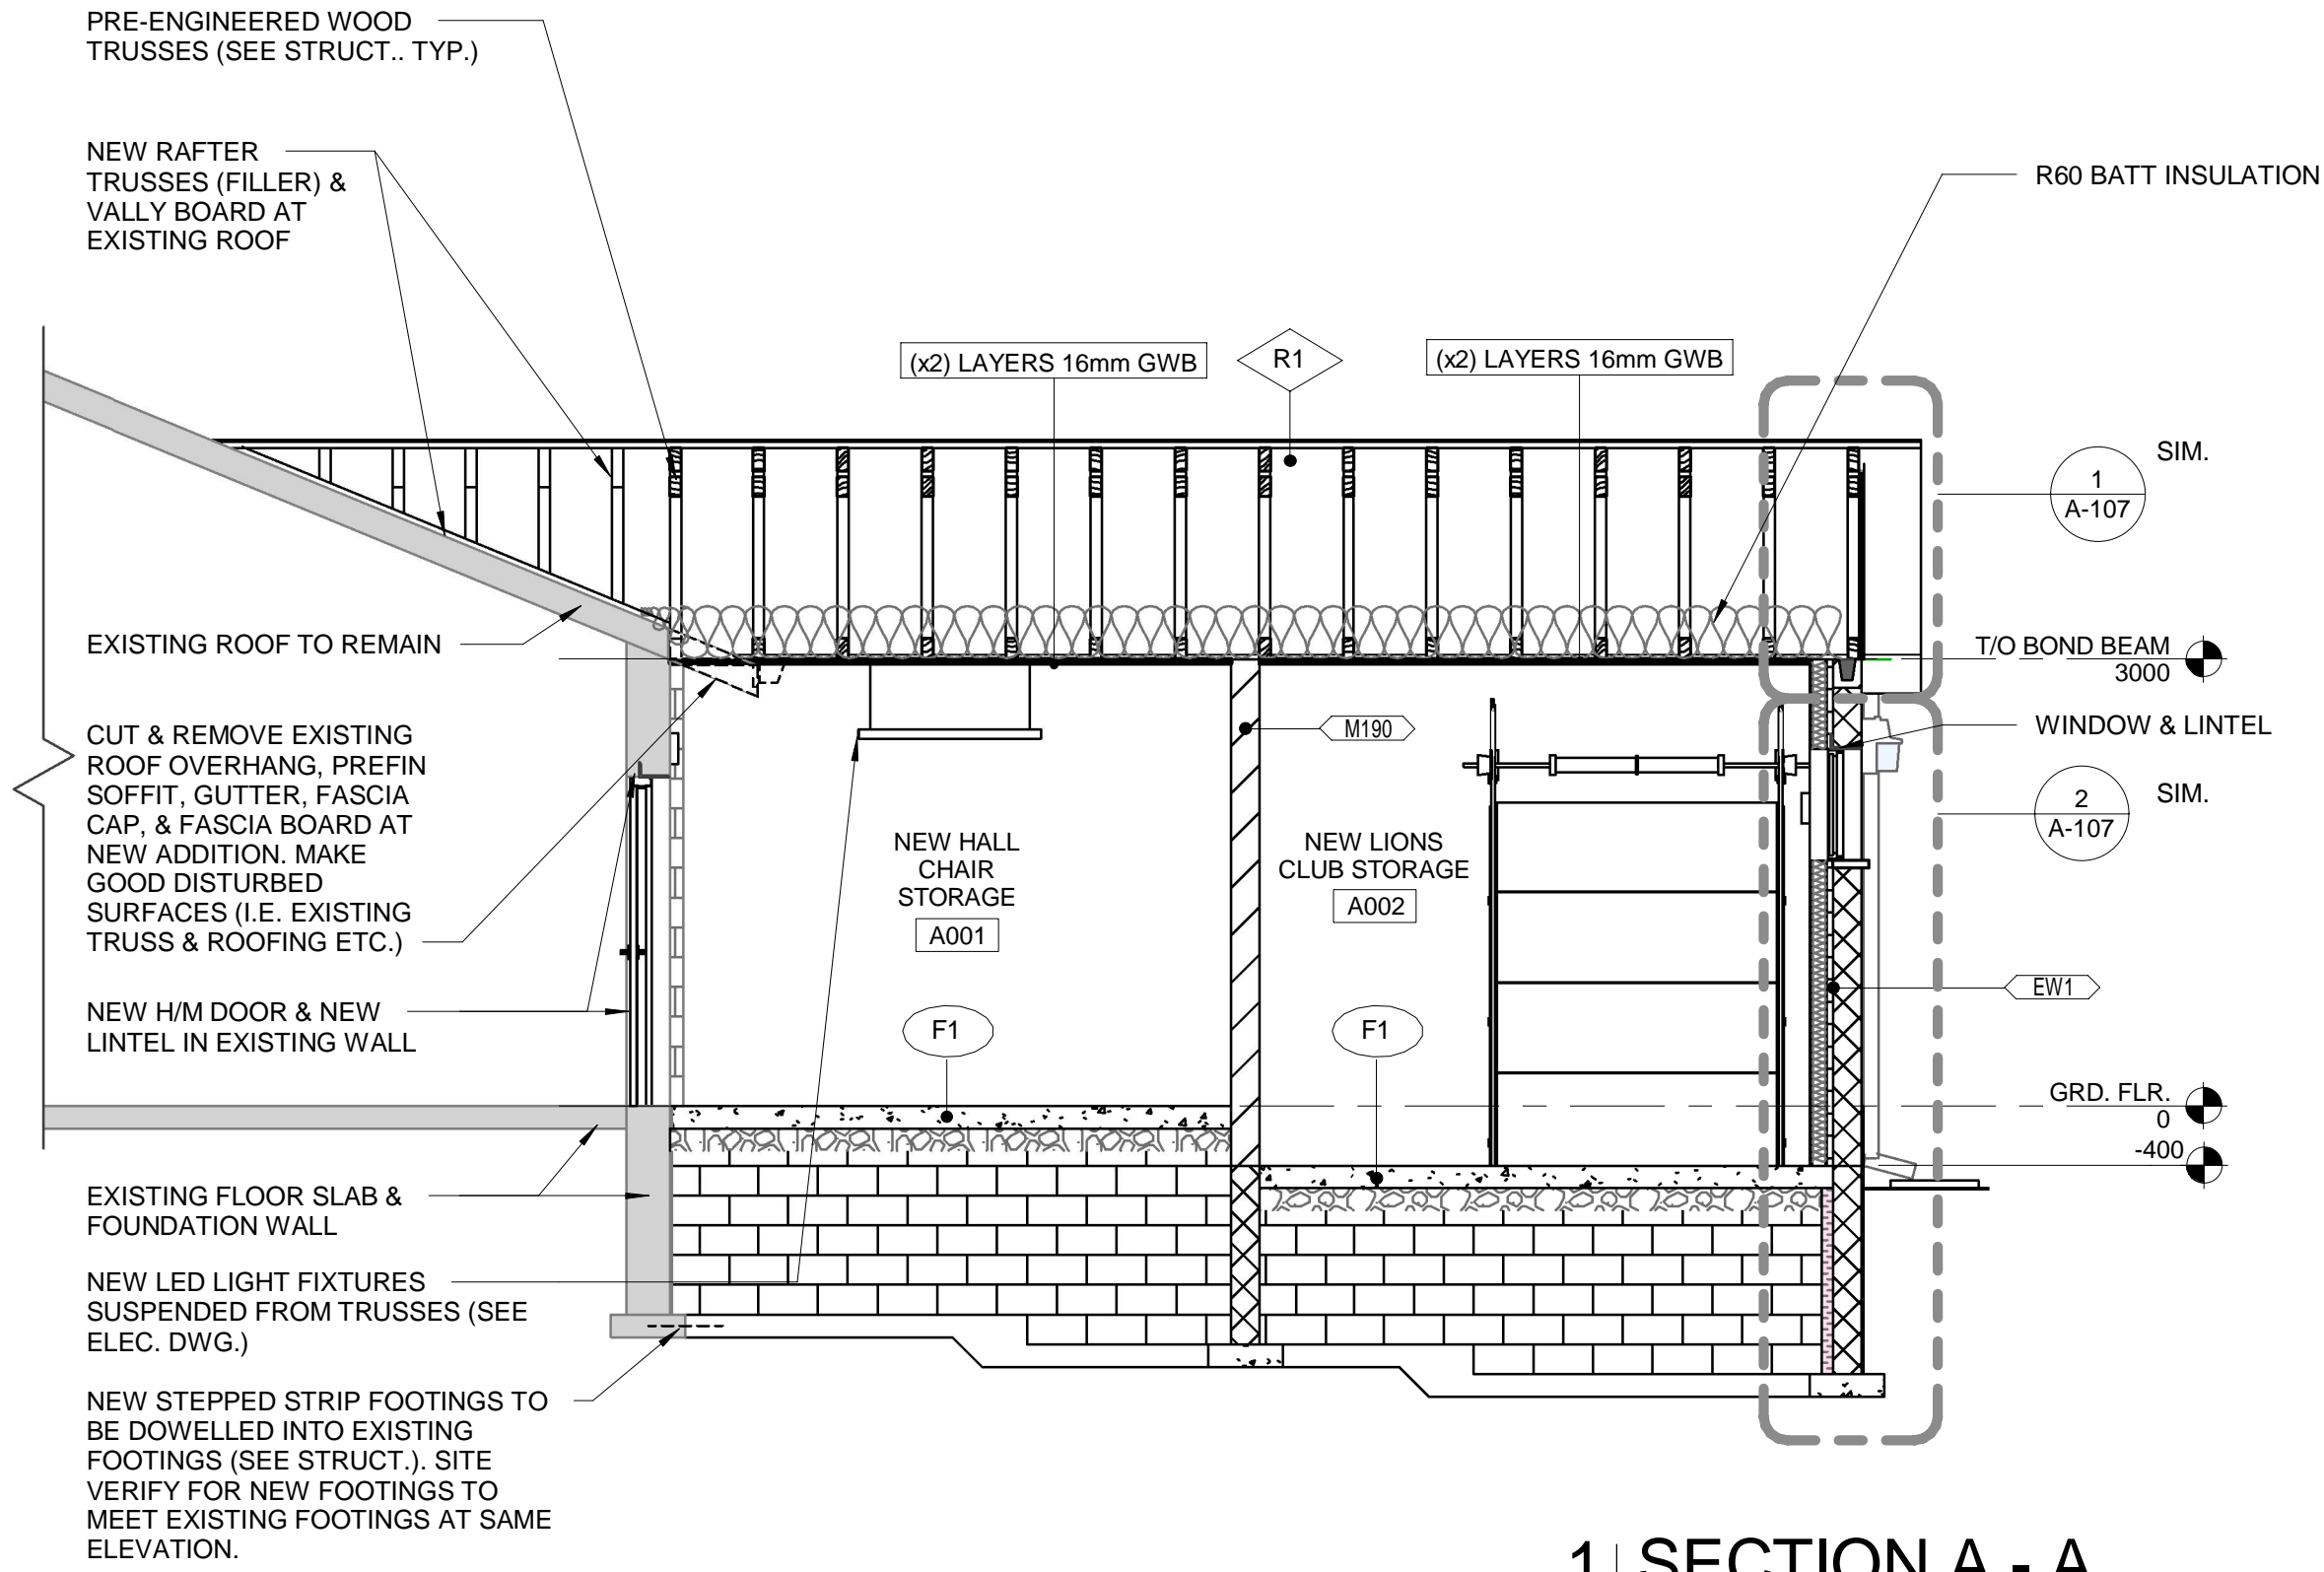 PRE-ENGINEERED WOOD
TRUSSES (SEE STRUCT.. TYP.)
NEW RAFTER
TRUSSES (FILLER) &
VALLY BOARD AT
EXISTING ROOF
R60 BATT INSULATION
(x2) LAYERS 16mm GWB
R1
(x2) LAYERS 16mm GWB
SIM.
1
A-107
EXISTING ROOF TO REMAIN
T/O BOND BEAM
3000
CUT & REMOVE EXISTING
ROOF OVERHANG, PREFIN
SOFFIT, GUTTER, FASCIA
CAP, & FASCIA BOARD AT
NEW ADDITION. MAKE
GOOD DISTURBED
SURFACES (I.E. EXISTING
TRUSS & ROOFING ETC.)
M190
WINDOW & LINTEL
SIM.
2
A-107
NEW HALL
CHAIR
STORAGE
A001
NEW LIONS
CLUB STORAGE
A002
EW1
NEW H/M DOOR & NEW
LINTEL IN EXISTING WALL
F1
F1
GRD. FLR.
0
-400
EXISTING FLOOR SLAB &
FOUNDATION WALL
NEW LED LIGHT FIXTURES
SUSPENDED FROM TRUSSES (SEE
ELEC. DWG.)
NEW STEPPED STRIP FOOTINGS TO
BE DOWELLED INTO EXISTING
FOOTINGS (SEE STRUCT.). SITE
VERIFY FOR NEW FOOTINGS TO
MEET EXISTING FOOTINGS AT SAME
ELEVATION.
1 SECTION A - A